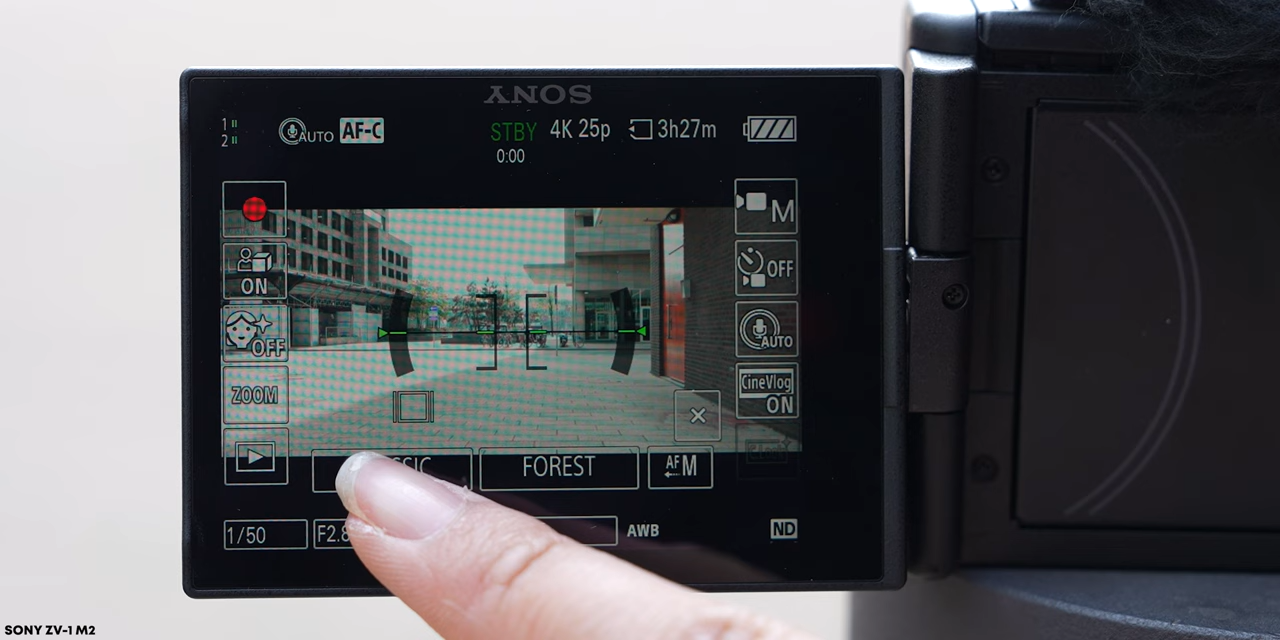 SONY
1
2
AUTO AF-C STBY 4K 25p 3h27m
0:00
M
ON
OFF
OFF
AUTO
ZOOM
CineVlog
ON
FOREST
AF
M
1/50
F2.8
AWB
ND
SONY ZV-1 M2